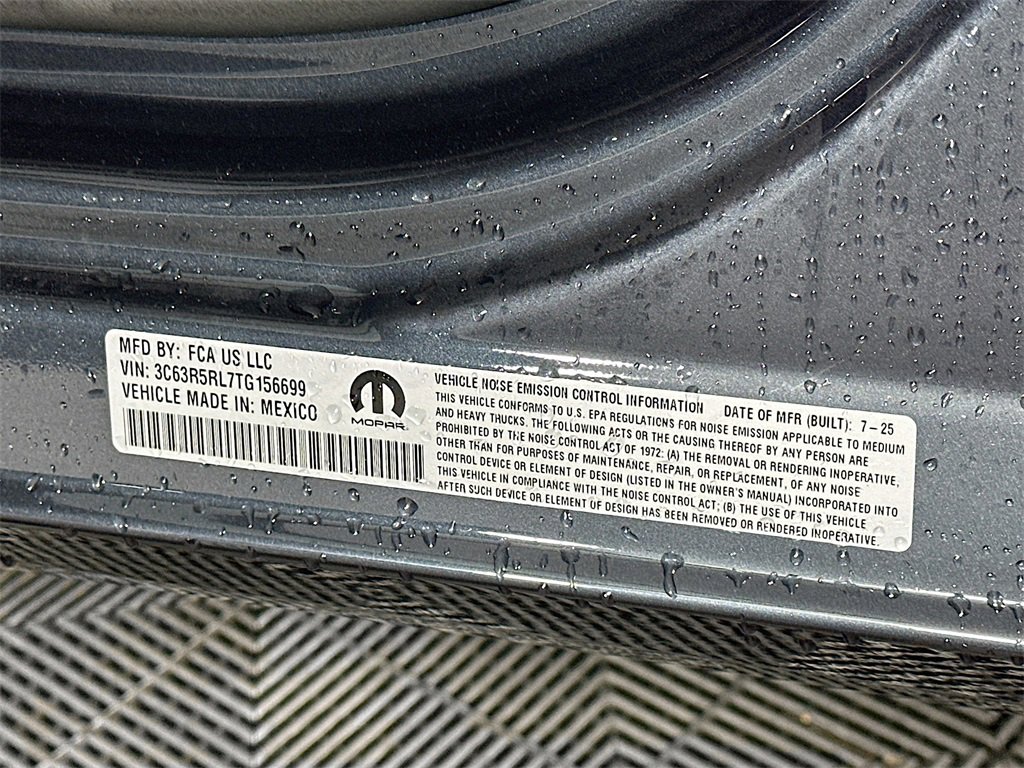 MFD BY: FCA US LLC
VIN: 3C63R5RL7TG156699
VEHICLE MADE IN: MEXICO
MOPAR
VEHICLE NOISE EMISSION CONTROL INFORMATION DATE OF MFR (BUILT): 7-25
THIS VEHICLE CONFORMS TO U.S. EPA REGULATIONS FOR NOISE EMISSION APPLICABLE TO MEDIUM
AND HEAVY TRUCKS. THE FOLLOWING ACTS OR THE CAUSING THEREOF BY ANY PERSON ARE
PROHIBITED BY THE NOISE CONTROL ACT OF 1972: (A) THE REMOVAL OR RENDERING INOPERATIVE,
OTHER THAN FOR PURPOSES OF MAINTENANCE, REPAIR, OR REPLACEMENT, OF ANY NOISE
CONTROL DEVICE OR ELEMENT OF DESIGN (LISTED IN THE OWNER'S MANUAL) INCORPORATED INTO
THIS VEHICLE IN COMPLIANCE WITH THE NOISE CONTROL ACT; (B) THE USE OF THIS VEHICLE
AFTER SUCH DEVICE OR ELEMENT OF DESIGN HAS BEEN REMOVED OR RENDERED INOPERATIVE.